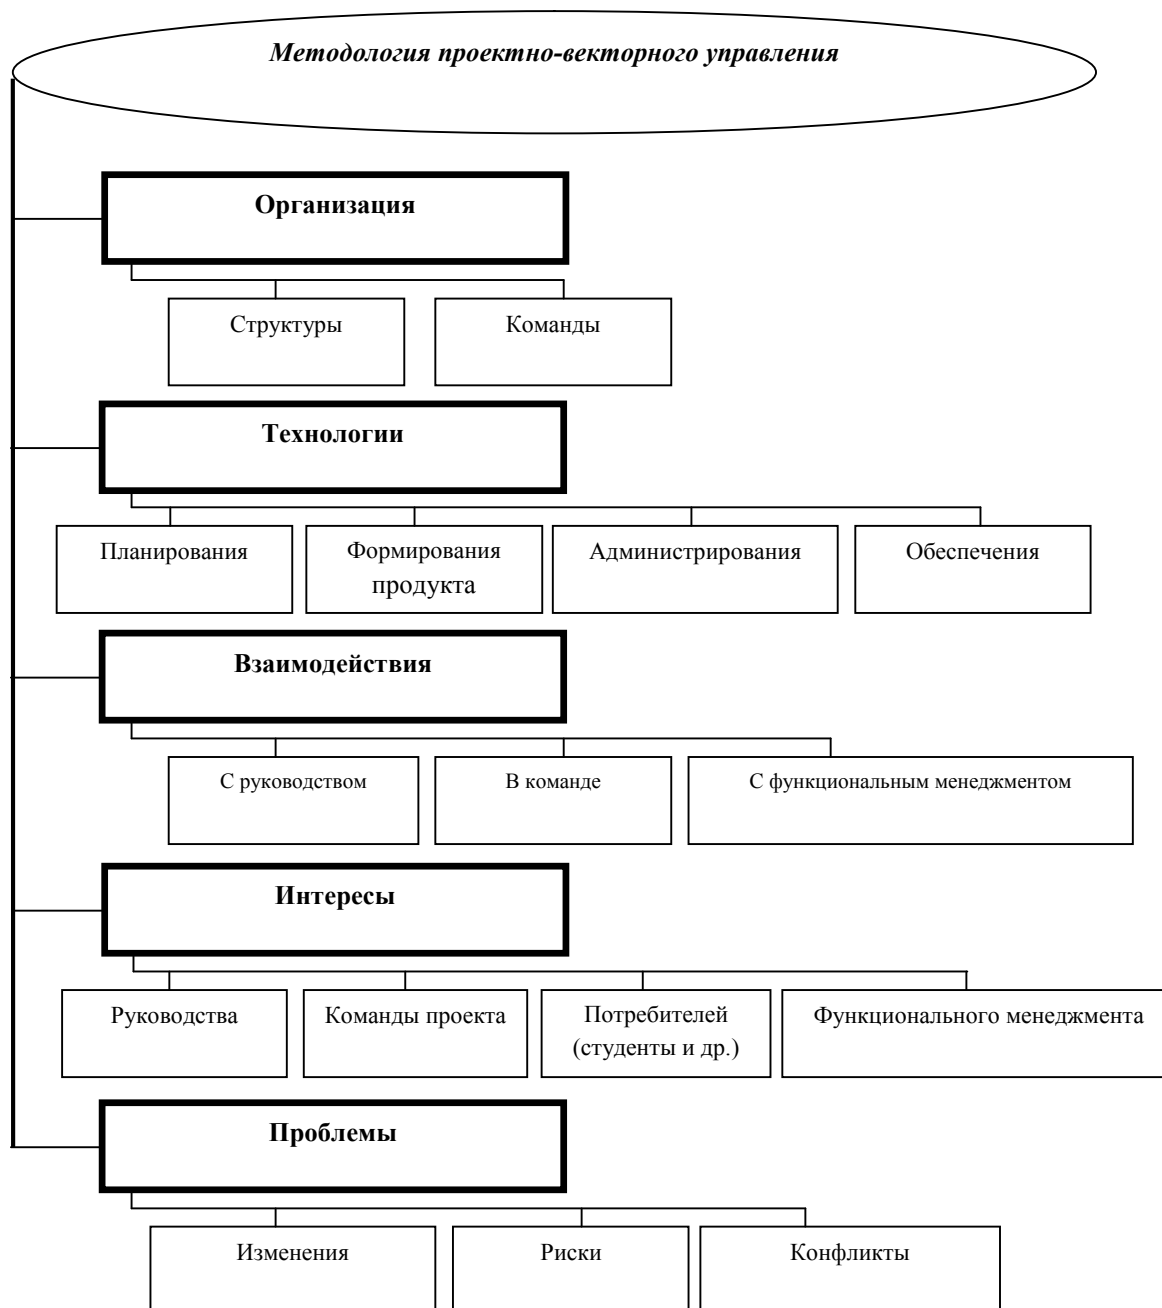 Методология проектно-векторного управления
Организация
Структуры
Команды
Технологии
Планирования
Формирования
продукта
Администрирования
Обеспечения
Взаимодействия
С руководством
В команде
С функциональным менеджментом
Интересы
Руководства
Команды проекта
Потребителей
(студенты и др.)
Функционального менеджмента
Проблемы
Изменения
Риски
Конфликты